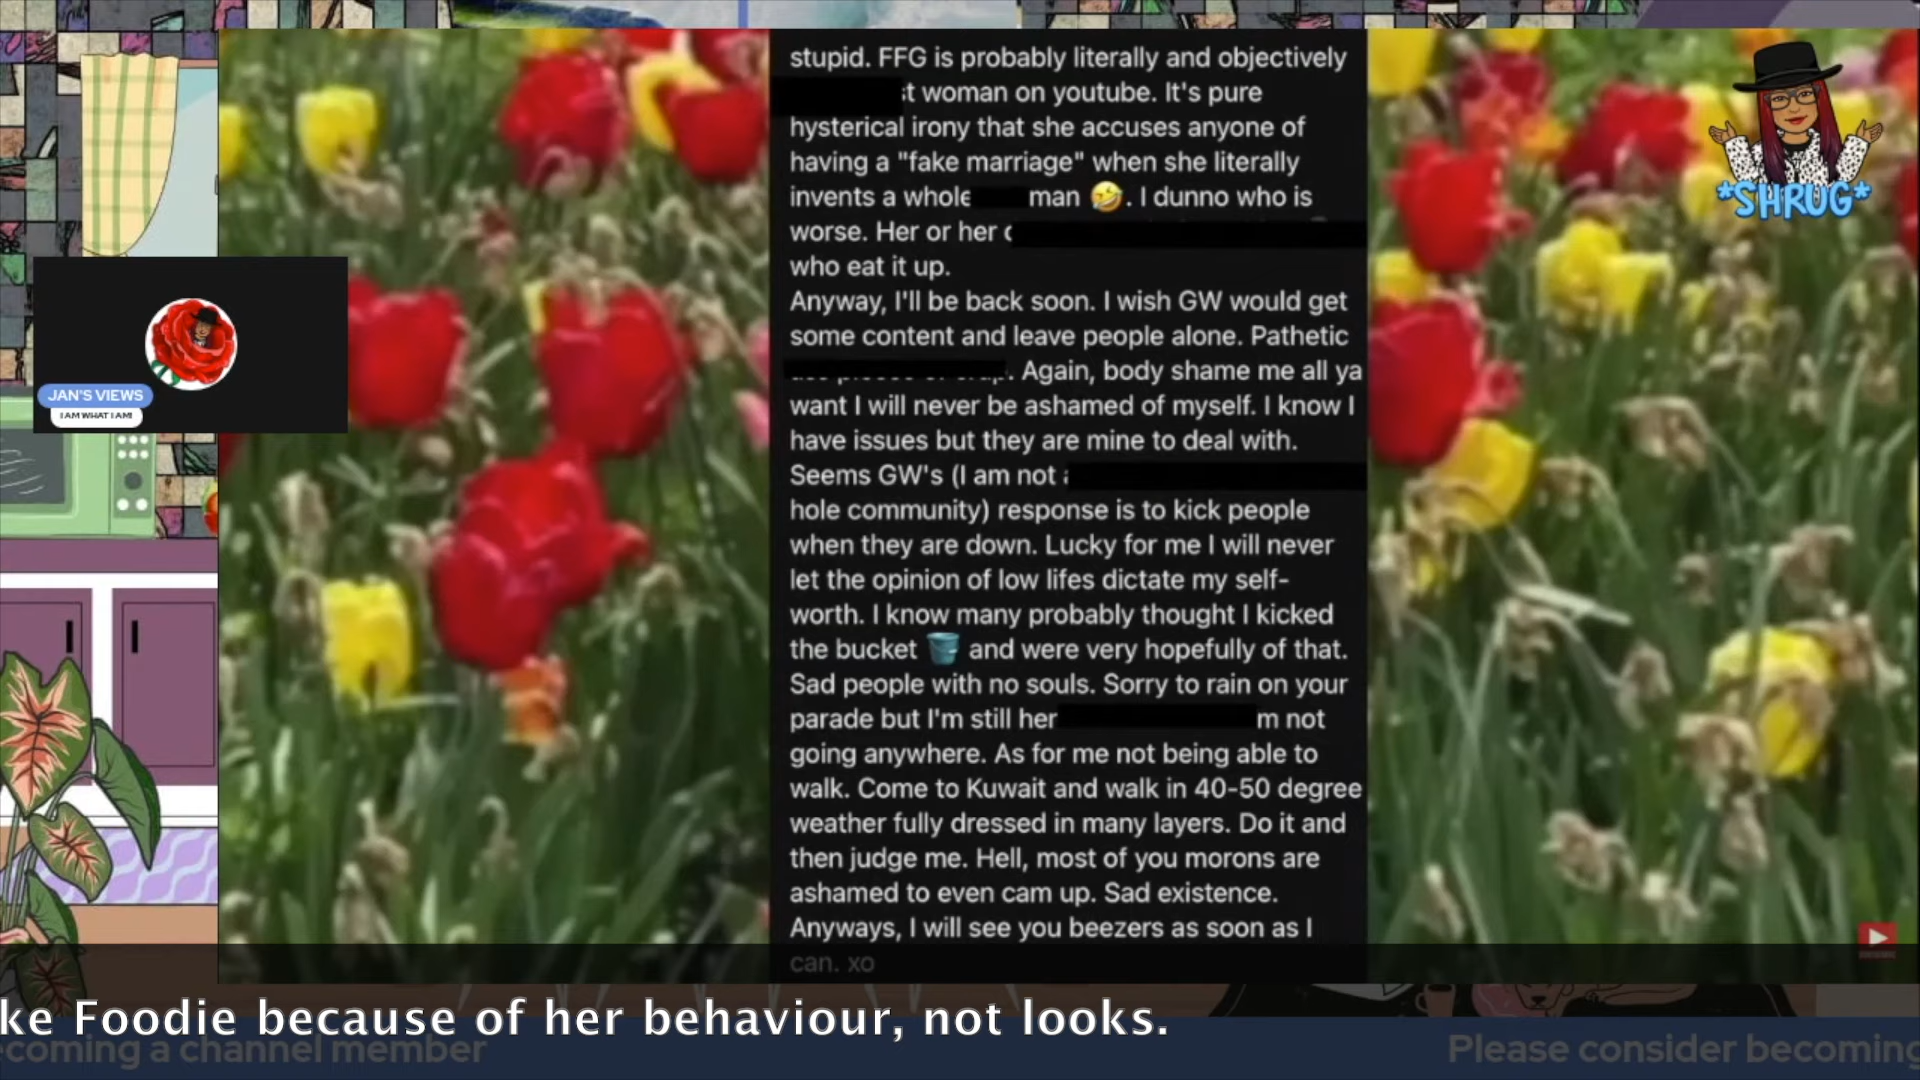 stupid. FFG is probably literally and objectively
st woman on youtube. It's pure
hysterical irony that she accuses anyone of
having a "fake marriage" when she literally
invents a whole man 🤣. I dunno who is
worse. Her or her
who eat it up.
Anyway, I'll be back soon. I wish GW would get
some content and leave people alone. Pathetic
. Again, body shame me all ya
want I will never be ashamed of myself. I know I
have issues but they are mine to deal with.
Seems GW's (I am not
hole community) response is to kick people
when they are down. Lucky for me I will never
let the opinion of low lifes dictate my self-
worth. I know many probably thought I kicked
the bucket 🪣 and were very hopefully of that.
Sad people with no souls. Sorry to rain on your
parade but I'm still her m not
going anywhere. As for me not being able to
walk. Come to Kuwait and walk in 40-50 degree
weather fully dressed in many layers. Do it and
then judge me. Hell, most of you morons are
ashamed to even cam up. Sad existence.
Anyways, I will see you beezers as soon as I
can. xo
*SHRUG*
JAN'S VIEWS
I AM WHAT I AM!
ke Foodie because of her behaviour, not looks.
ecoming a channel member Please consider becoming